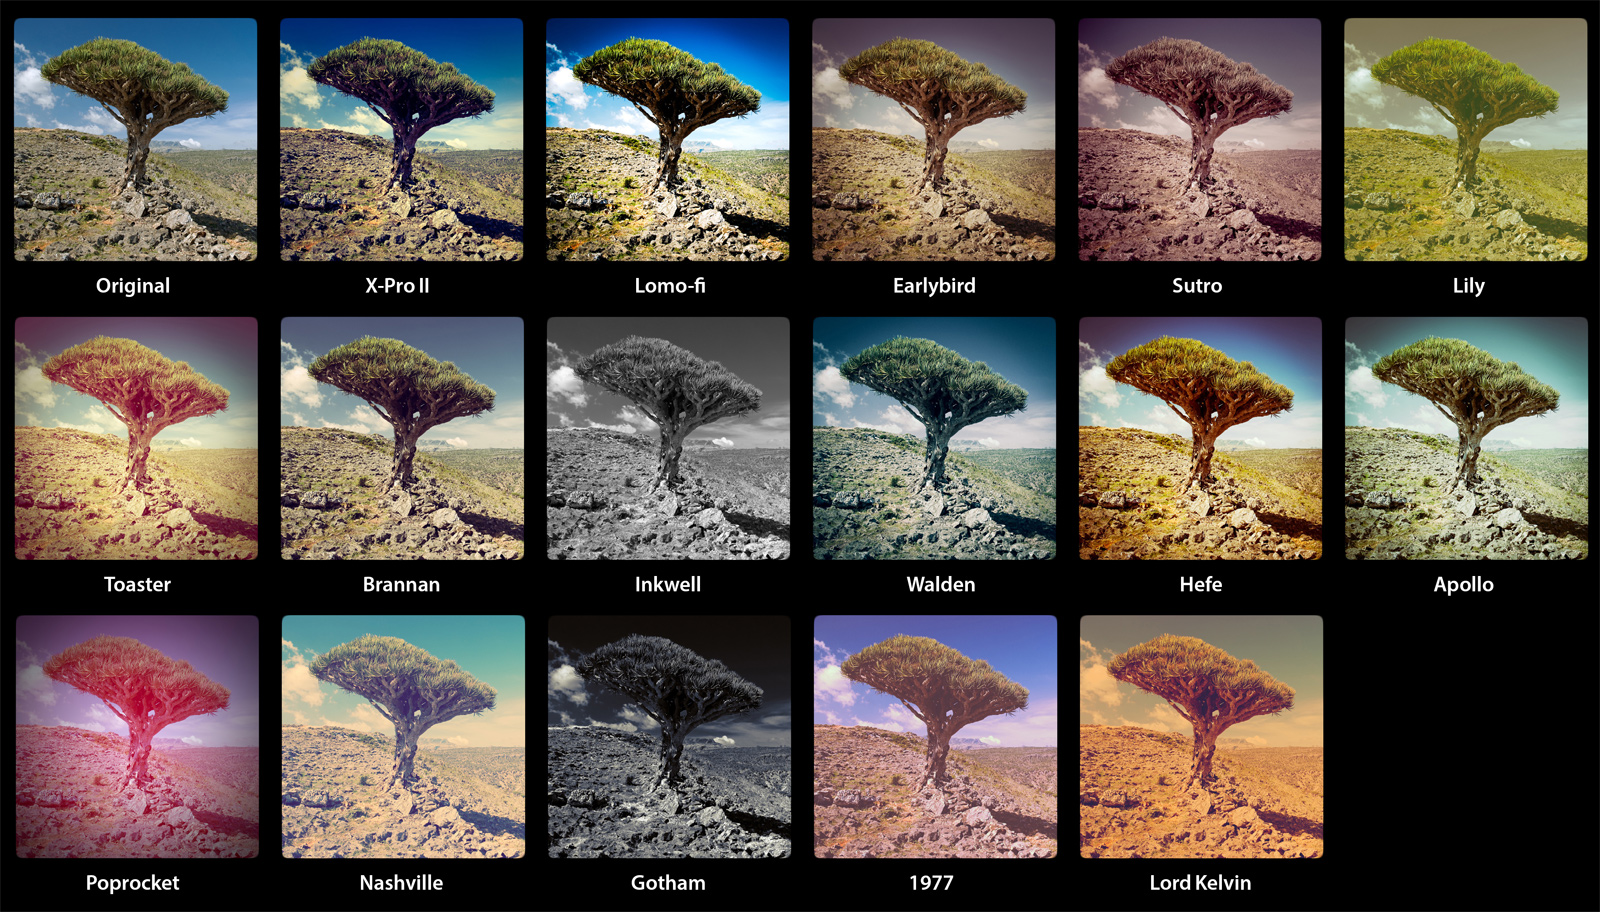 Original
X-Pro II
Lomo-fi
Earlybird
Sutro
Lily
Toaster
Brannan
Inkwell
Walden
Hefe
Apollo
Poprocket
Nashville
Gotham
1977
Lord Kelvin